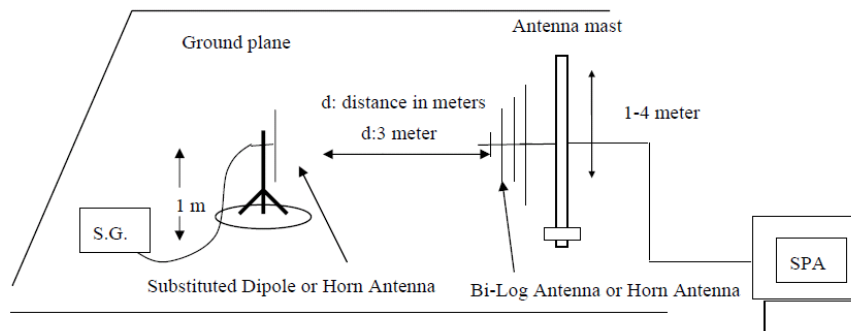 Ground plane
Antenna mast
d: distance in meters
d:3 meter
1-4 meter
1 m
S.G.
SPA
Substituted Dipole or Horn Antenna
Bi-Log Antenna or Horn Antenna